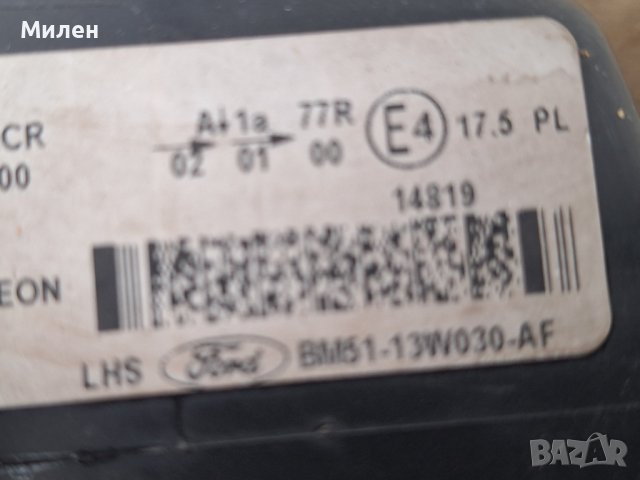 Милен
CR
00
A 1a 77R E4 17.5 PL
02 01 00
14819
EON
LHS Ford BM51-13W030-AF
BAZAR